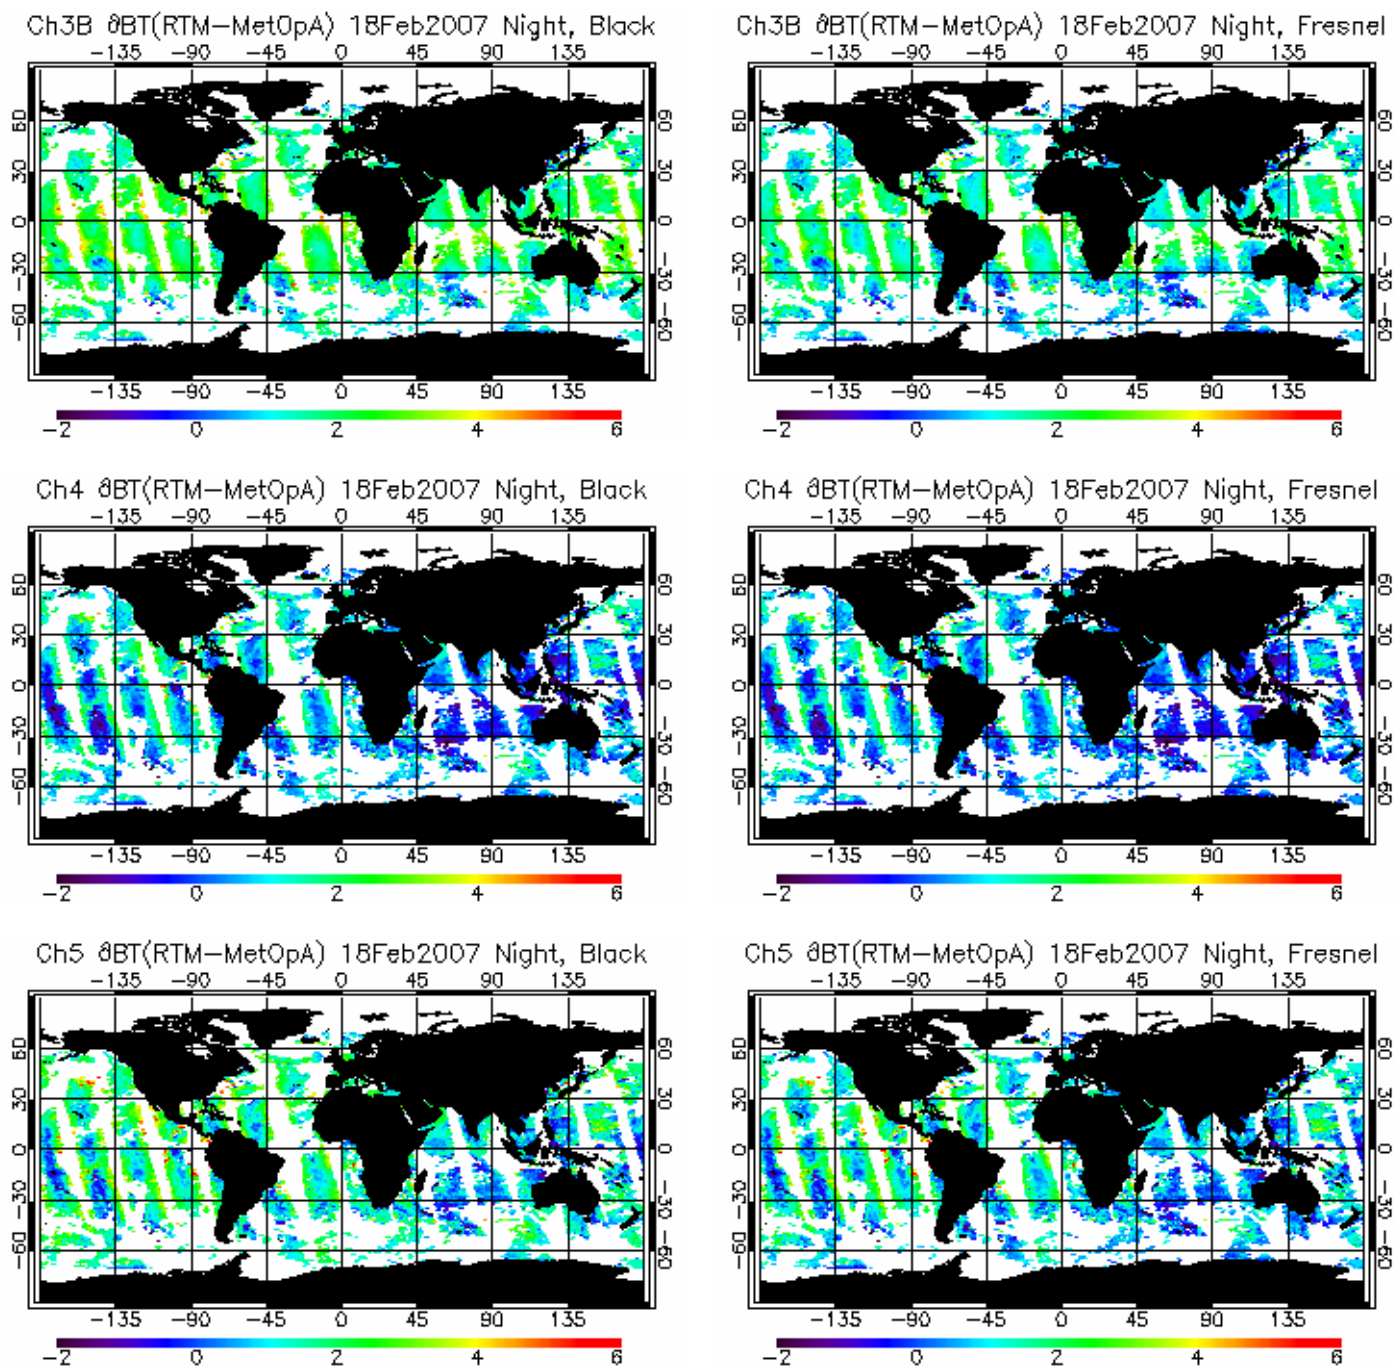 Ch3B ∂BT(RTM−MetOpA) 18Feb2007 Night, Black
−135 −90 −45 0 45 90 135
60 60
30 30
0 0
−30 −30
−60 −60
−135 −90 −45 0 45 90 135
−2 0 2 4 6
Ch3B ∂BT(RTM−MetOpA) 18Feb2007 Night, Fresnel
−135 −90 −45 0 45 90 135
60 60
30 30
0 0
−30 −30
−60 −60
−135 −90 −45 0 45 90 135
−2 0 2 4 6
Ch4 ∂BT(RTM−MetOpA) 18Feb2007 Night, Black
−135 −90 −45 0 45 90 135
60 60
30 30
0 0
−30 −30
−60 −60
−135 −90 −45 0 45 90 135
−2 0 2 4 6
Ch4 ∂BT(RTM−MetOpA) 18Feb2007 Night, Fresnel
−135 −90 −45 0 45 90 135
60 60
30 30
0 0
−30 −30
−60 −60
−135 −90 −45 0 45 90 135
−2 0 2 4 6
Ch5 ∂BT(RTM−MetOpA) 18Feb2007 Night, Black
−135 −90 −45 0 45 90 135
60 60
30 30
0 0
−30 −30
−60 −60
−135 −90 −45 0 45 90 135
−2 0 2 4 6
Ch5 ∂BT(RTM−MetOpA) 18Feb2007 Night, Fresnel
−135 −90 −45 0 45 90 135
60 60
30 30
0 0
−30 −30
−60 −60
−135 −90 −45 0 45 90 135
−2 0 2 4 6